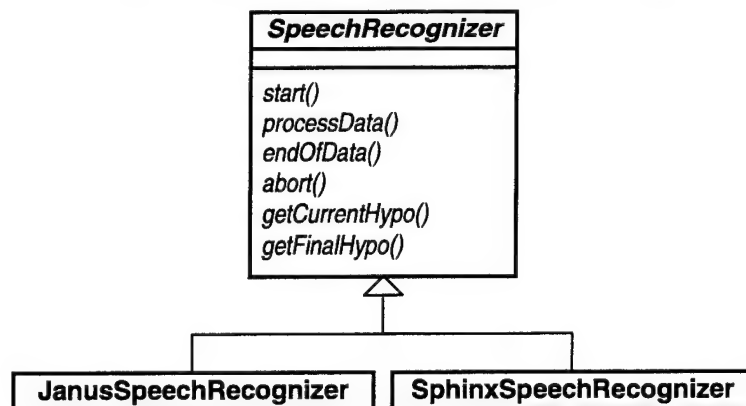 SpeechRecognizer
start()
processData()
endOfData()
abort()
getCurrentHypo()
getFinalHypo()
JanusSpeechRecognizer
SphinxSpeechRecognizer